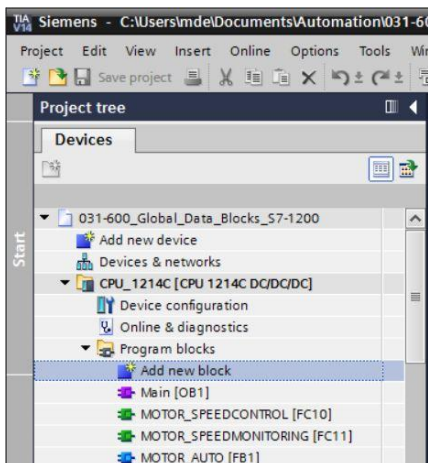 TIA V14 Siemens - C:\Users\mde\Documents\Automation\031-60
Project Edit View Insert Online Options Tools
Save project
Project tree
Devices
Start
031-600_Global_Data_Blocks_S7-1200
Add new device
Devices & networks
CPU_1214C [CPU 1214C DC/DC/DC]
Device configuration
Online & diagnostics
Program blocks
Add new block
Main [OB1]
MOTOR_SPEEDCONTROL [FC10]
MOTOR_SPEEDMONITORING [FC11]
MOTOR_AUTO [FB1]